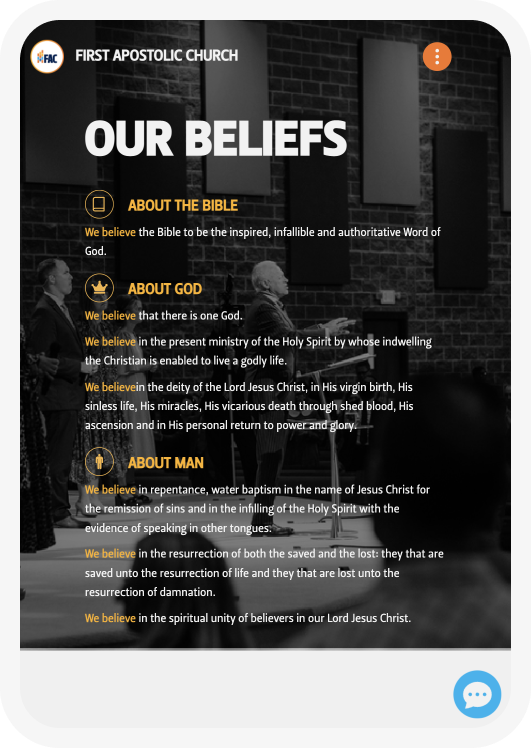 FAC
FIRST APOSTOLIC CHURCH
OUR BELIEFS
ABOUT THE BIBLE
We believe the Bible to be the inspired, infallible and authoritative Word of
God.
ABOUT GOD
We believe that there is one God.
We believe in the present ministry of the Holy Spirit by whose indwelling
the Christian is enabled to live a godly life.
We believein the deity of the Lord Jesus Christ, in His virgin birth, His
sinless life, His miracles, His vicarious death through shed blood, His
ascension and in His personal return to power and glory.
ABOUT MAN
We believe in repentance, water baptism in the name of Jesus Christ for
the remission of sins and in the infilling of the Holy Spirit with the
evidence of speaking in other tongues.
We believe in the resurrection of both the saved and the lost: they that are
saved unto the resurrection of life and they that are lost unto the
resurrection of damnation.
We believe in the spiritual unity of believers in our Lord Jesus Christ.